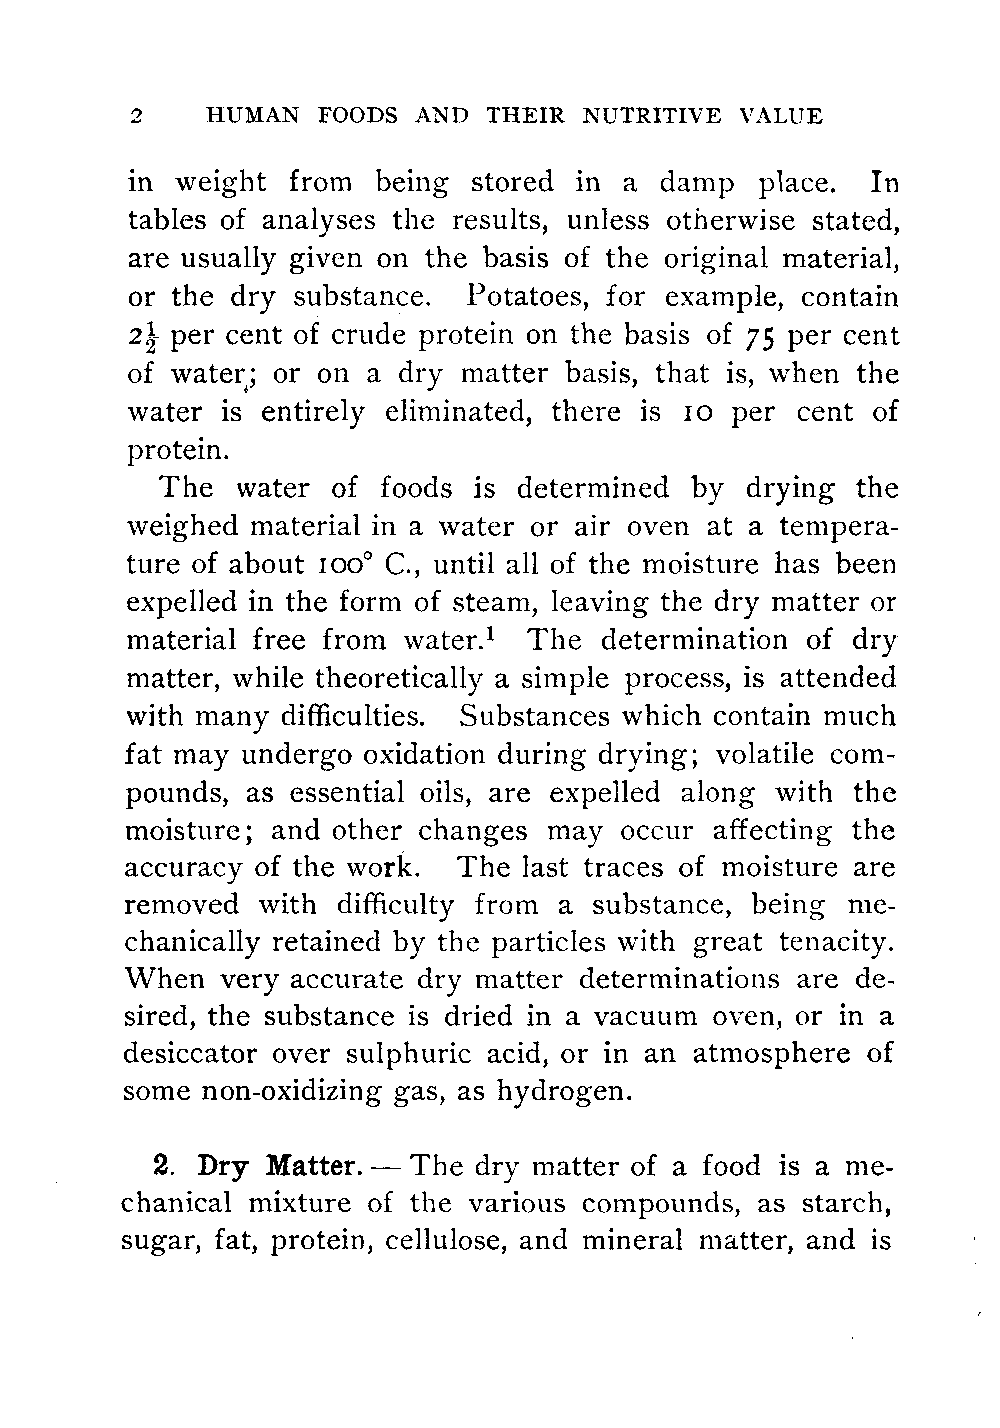 2 HUMAN FOODS AND THEIR NUTRITIVE VALUE
in weight from being stored in a damp place. In
tables of analyses the results, unless otherwise stated,
are usually given on the basis of the original material,
or the dry substance. Potatoes, for example, contain
2½ per cent of crude protein on the basis of 75 per cent
of water; or on a dry matter basis, that is, when the
water is entirely eliminated, there is 10 per cent of
protein.
The water of foods is determined by drying the
weighed material in a water or air oven at a tempera-
ture of about 100° C., until all of the moisture has been
expelled in the form of steam, leaving the dry matter or
material free from water.¹ The determination of dry
matter, while theoretically a simple process, is attended
with many difficulties. Substances which contain much
fat may undergo oxidation during drying; volatile com-
pounds, as essential oils, are expelled along with the
moisture; and other changes may occur affecting the
accuracy of the work. The last traces of moisture are
removed with difficulty from a substance, being me-
chanically retained by the particles with great tenacity.
When very accurate dry matter determinations are de-
sired, the substance is dried in a vacuum oven, or in a
desiccator over sulphuric acid, or in an atmosphere of
some non-oxidizing gas, as hydrogen.
2. Dry Matter. — The dry matter of a food is a me-
chanical mixture of the various compounds, as starch,
sugar, fat, protein, cellulose, and mineral matter, and is